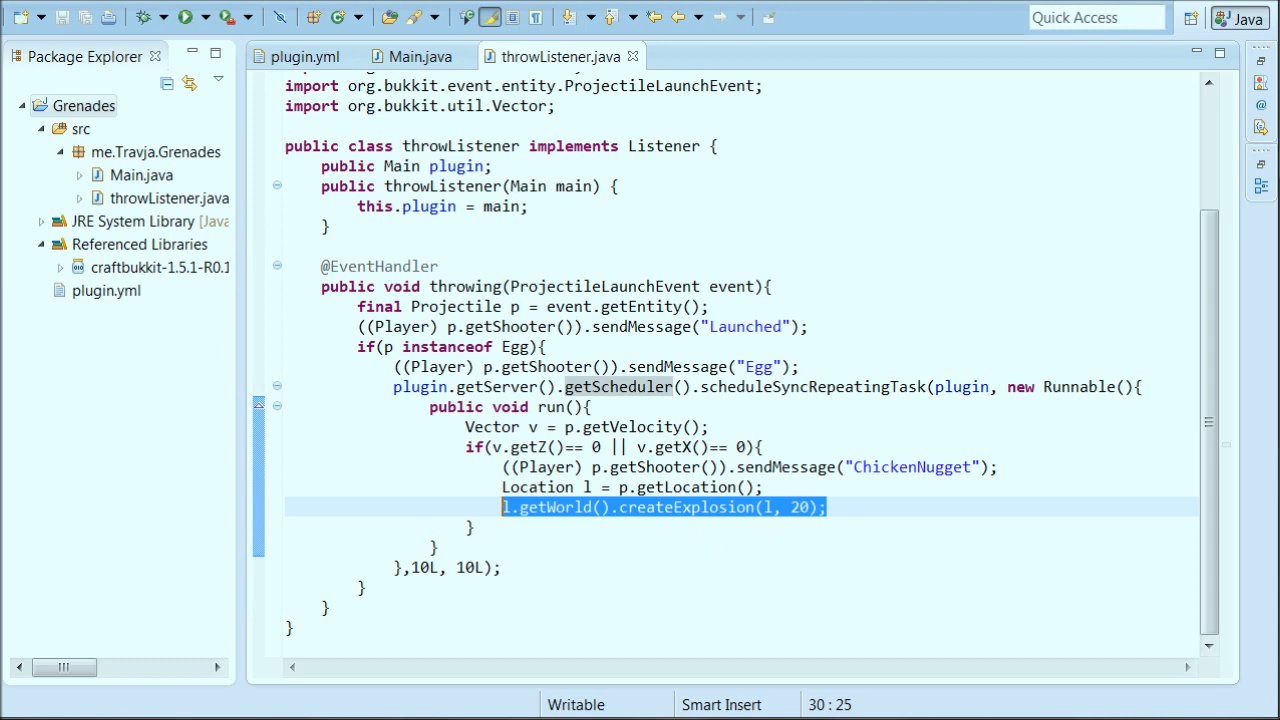 Quick Access
Java
Package Explorer
Grenades
src
me.Travja.Grenades
Main.java
throwListener.java
JRE System Library [Java
Referenced Libraries
craftbukkit-1.5.1-R0.1
plugin.yml
plugin.yml
Main.java
throwListener.java
import org.bukkit.event.entity.ProjectileLaunchEvent;
import org.bukkit.util.Vector;
public class throwListener implements Listener {
public Main plugin;
public throwListener(Main main) {
this.plugin = main;
}
@EventHandler
public void throwing(ProjectileLaunchEvent event){
final Projectile p = event.getEntity();
((Player) p.getShooter()).sendMessage("Launched");
if(p instanceof Egg){
((Player) p.getShooter()).sendMessage("Egg");
plugin.getServer().getScheduler().scheduleSyncRepeatingTask(plugin, new Runnable(){
public void run(){
Vector v = p.getVelocity();
if(v.getZ()== 0 || v.getX()== 0){
((Player) p.getShooter()).sendMessage("ChickenNugget");
Location l = p.getLocation();
l.getWorld().createExplosion(l, 20);
}
}
},10L, 10L);
}
}
}
Writable
Smart Insert
30 : 25